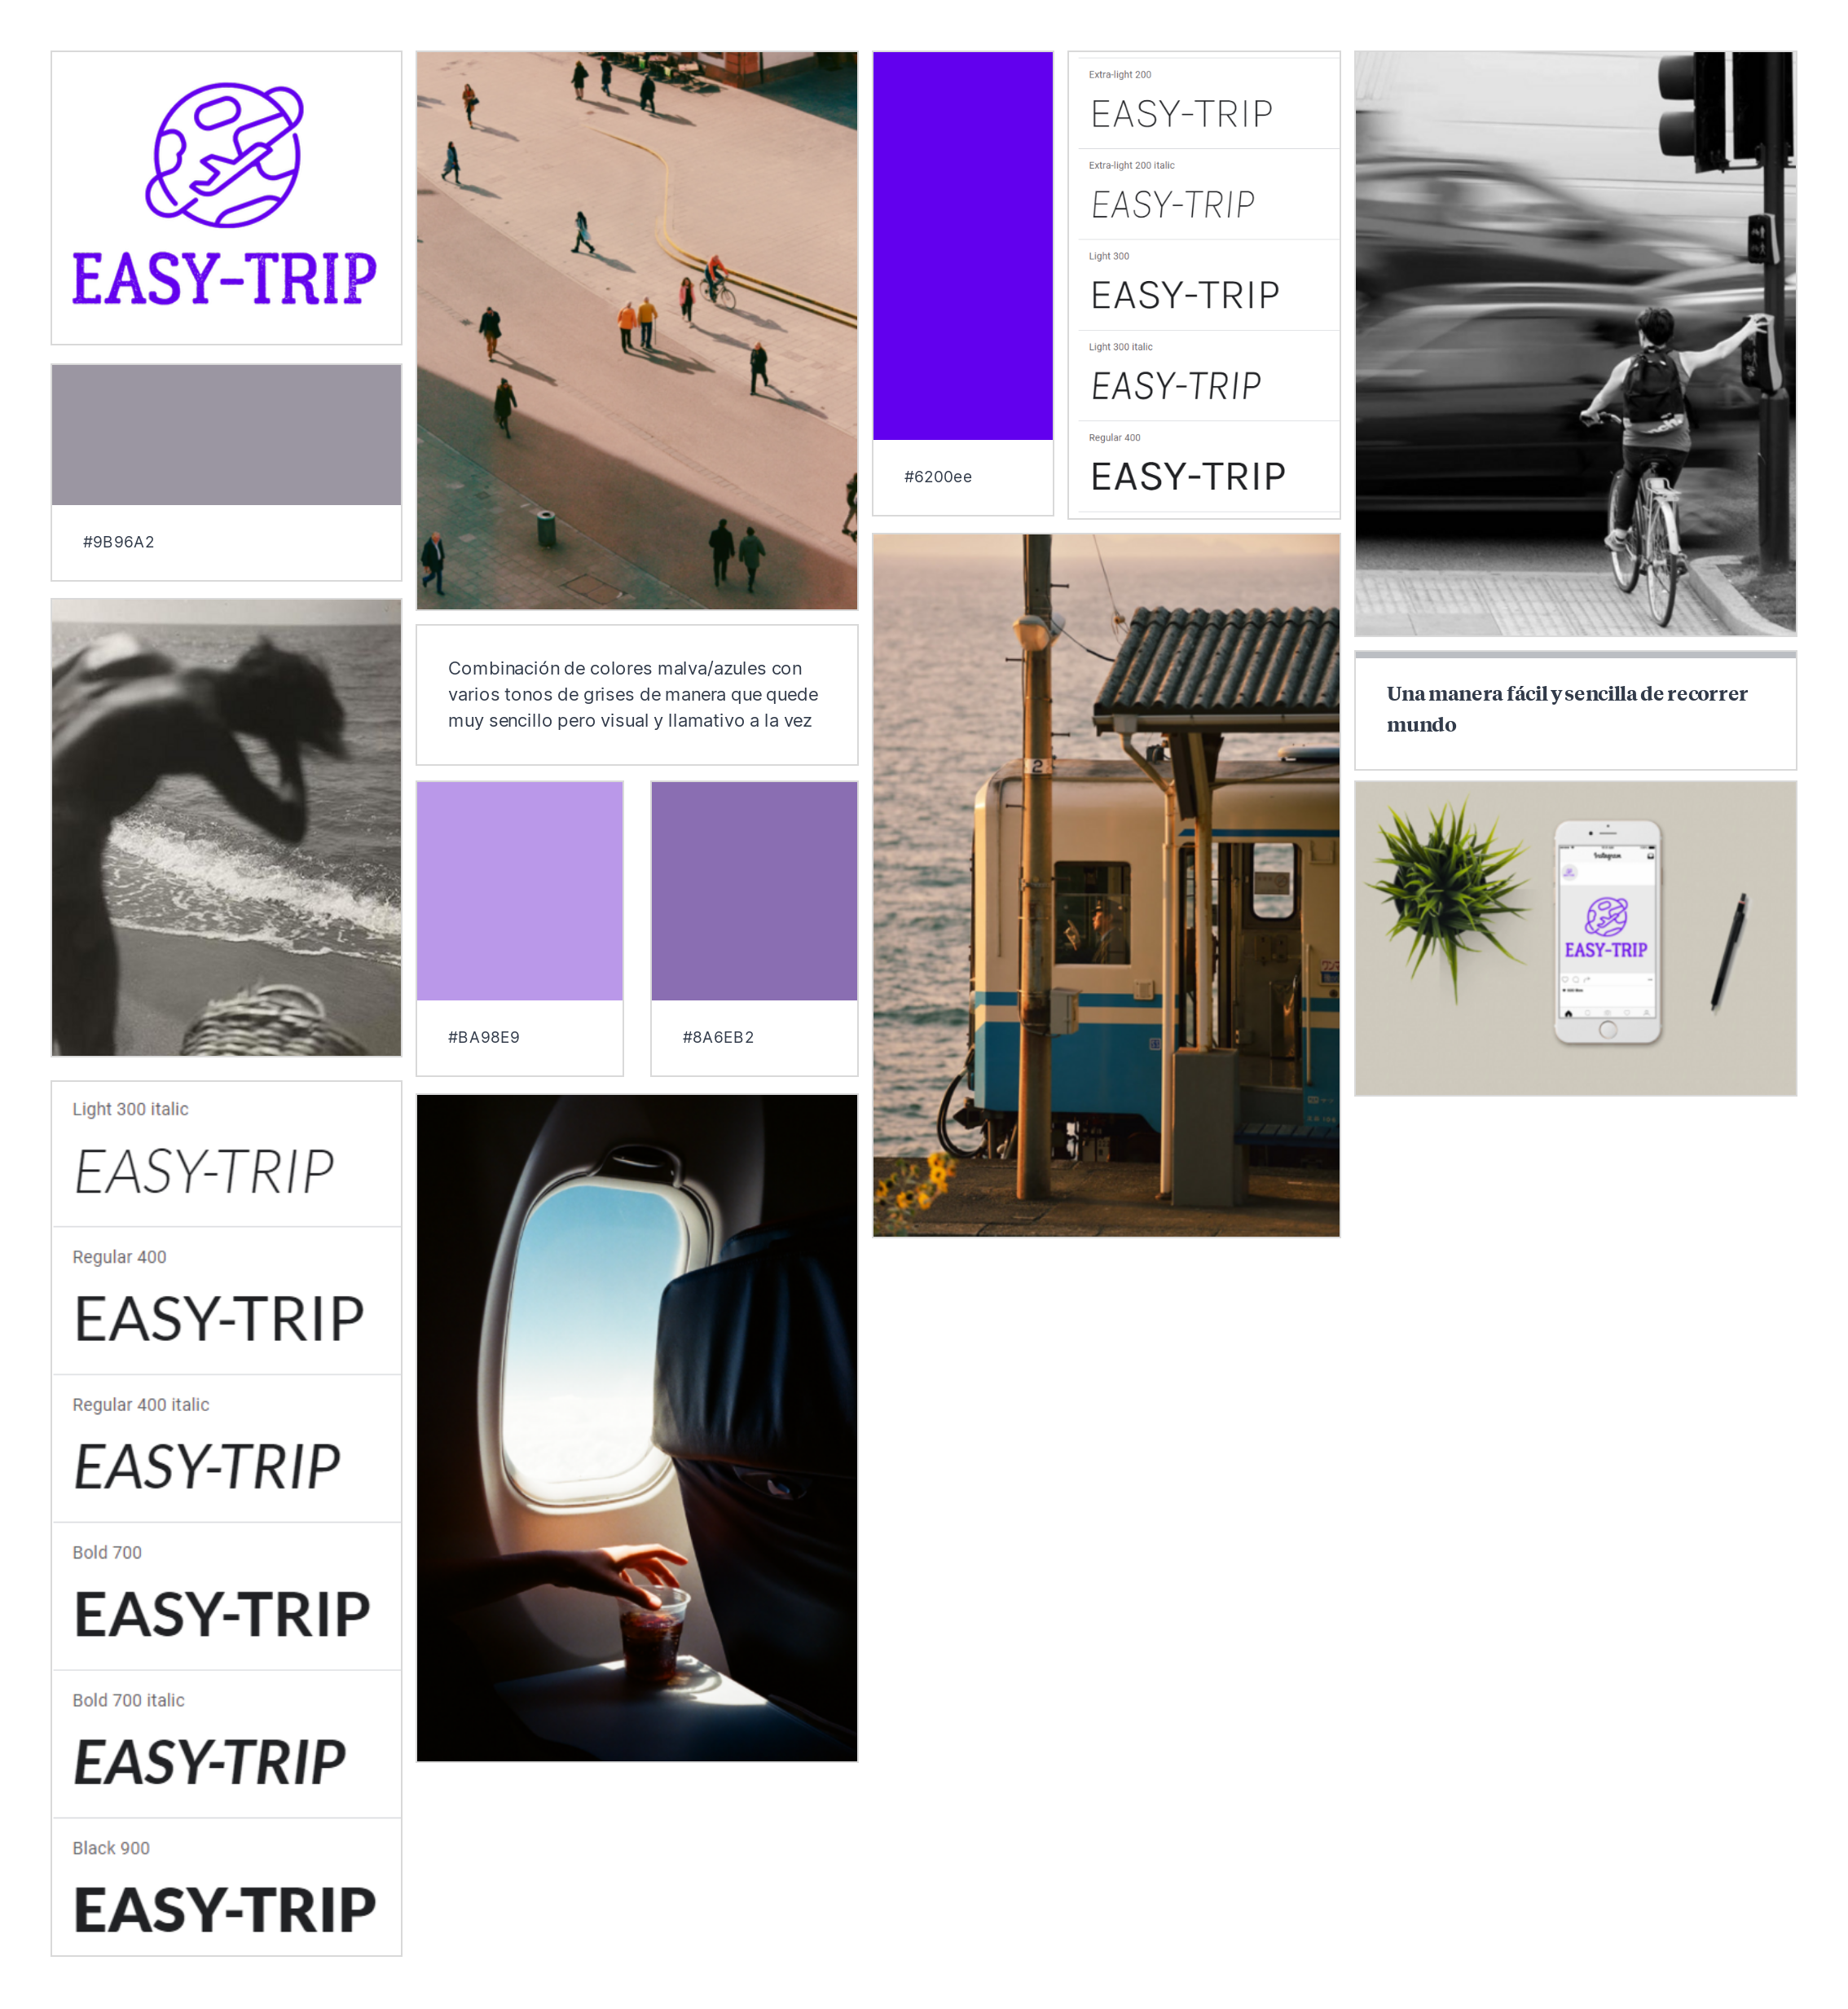 EASY-TRIP
#9B96A2
Light 300 italic
EASY-TRIP
Regular 400
EASY-TRIP
Regular 400 italic
EASY-TRIP
Bold 700
EASY-TRIP
Bold 700 italic
EASY-TRIP
Black 900
EASY-TRIP
Combinación de colores malva/azules con
varios tonos de grises de manera que quede
muy sencillo pero visual y llamativo a la vez
#BA98E9
#8A6EB2
#6200ee
Extra-light 200
EASY-TRIP
Extra-light 200 italic
EASY-TRIP
Light 300
EASY-TRIP
Light 300 italic
EASY-TRIP
Regular 400
EASY-TRIP
2
Una manera fácil y sencilla de recorrer
mundo
Instagram
EASY-TRIP